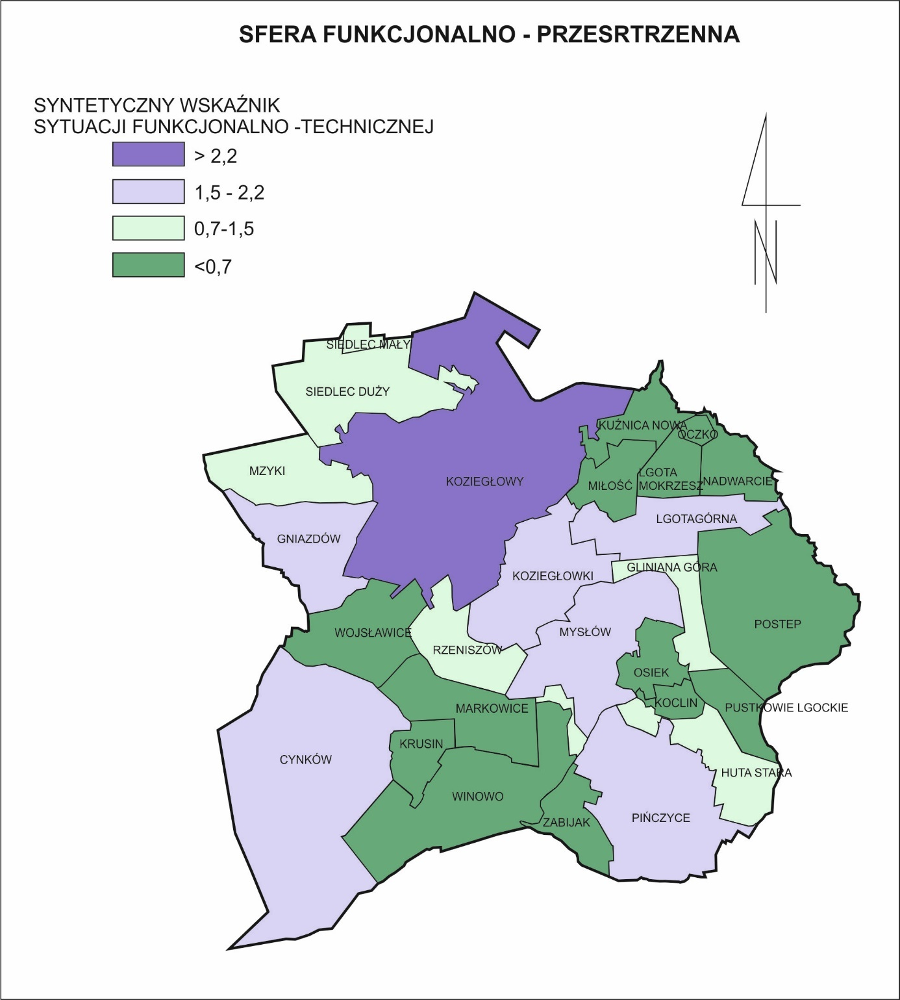 SFERA FUNKCJONALNO - PRZESRTRZENNA
SYNTETYCZNY WSKAŹNIK
SYTUACJI FUNKCJONALNO -TECHNICZNEJ
> 2,2
1,5 - 2,2
0,7-1,5
<0,7
N
SIEDLEC MAŁY
SIEDLEC DUŻY
KUŹNICA NOWA
OCZKO
MZYKI
KOZIEGŁOWY
MIŁOŚĆ
LGOTA
MOKRZESZ
NADWARCIE
LGOTAGÓRNA
GNIAZDÓW
GLINIANA GÓRA
KOZIEGŁOWKI
POSTEP
WOJSŁAWICE
MYSŁÓW
RZENISZÓW
OSIEK
KOCLIN
PUSTKOWIE LGOCKIE
MARKOWICE
KRUSIN
CYNKÓW
HUTA STARA
WINOWO
PIŃCZYCE
ZABIJAK